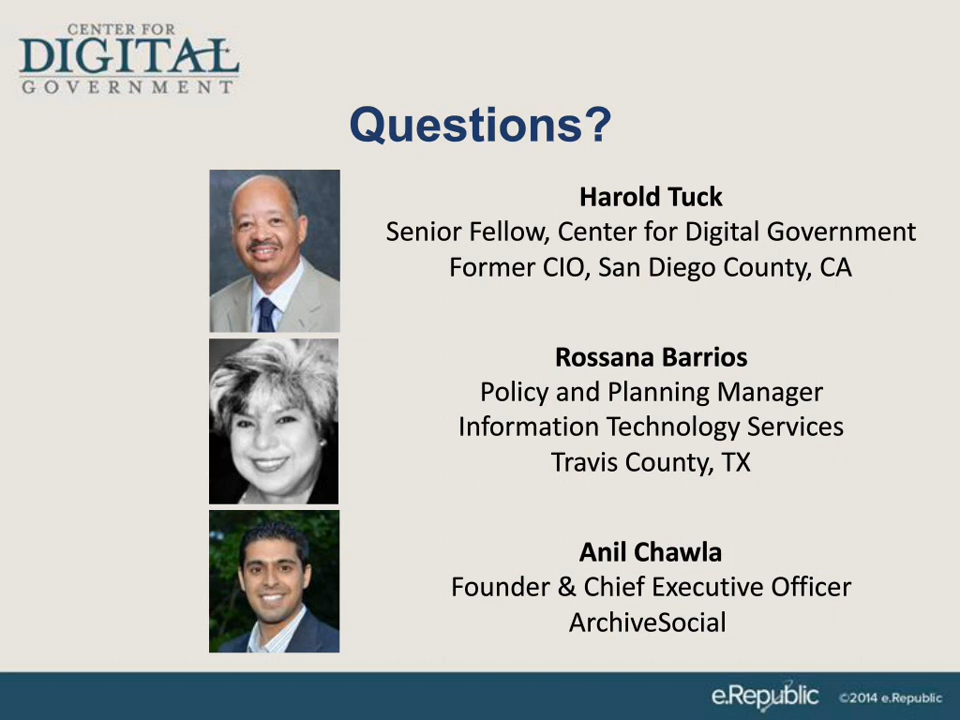 CENTER FOR
DIGITAL
GOVERNMENT
Questions?
Harold Tuck
Senior Fellow, Center for Digital Government
Former CIO, San Diego County, CA
Rossana Barrios
Policy and Planning Manager
Information Technology Services
Travis County, TX
Anil Chawla
Founder & Chief Executive Officer
ArchiveSocial
e.Republic ©2014 e.Republic